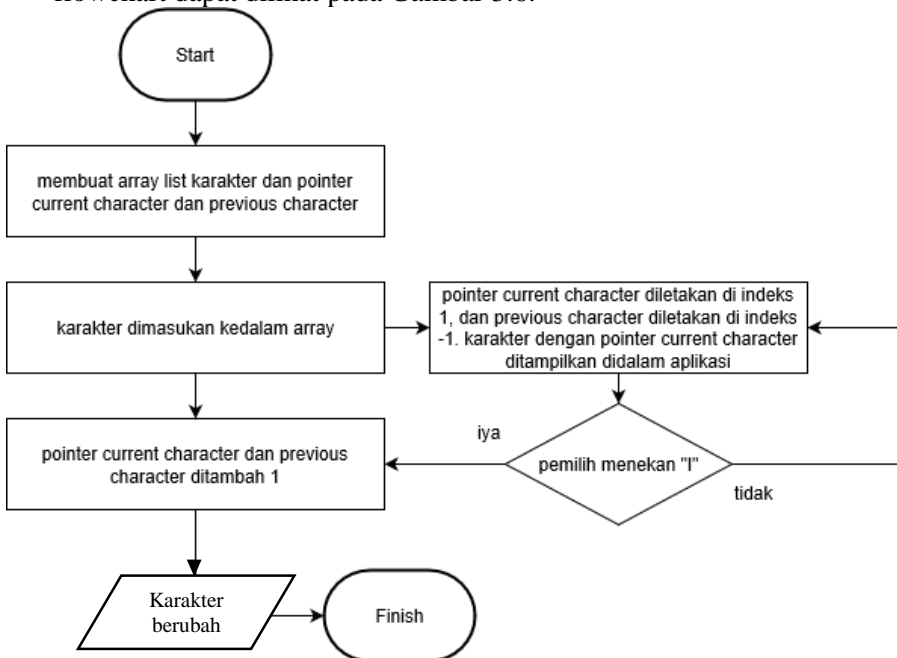 flowchart dapat dilihat pada Gambar 3.6.
Start
membuat array list karakter dan pointer
current character dan previous character
karakter dimasukan kedalam array
pointer current character diletakan di indeks
1, dan previous character diletakan di indeks
-1. karakter dengan pointer current character
ditampilkan didalam aplikasi
iya
pemilih menekan "I"
tidak
pointer current character dan previous
character ditambah 1
Karakter
berubah
Finish